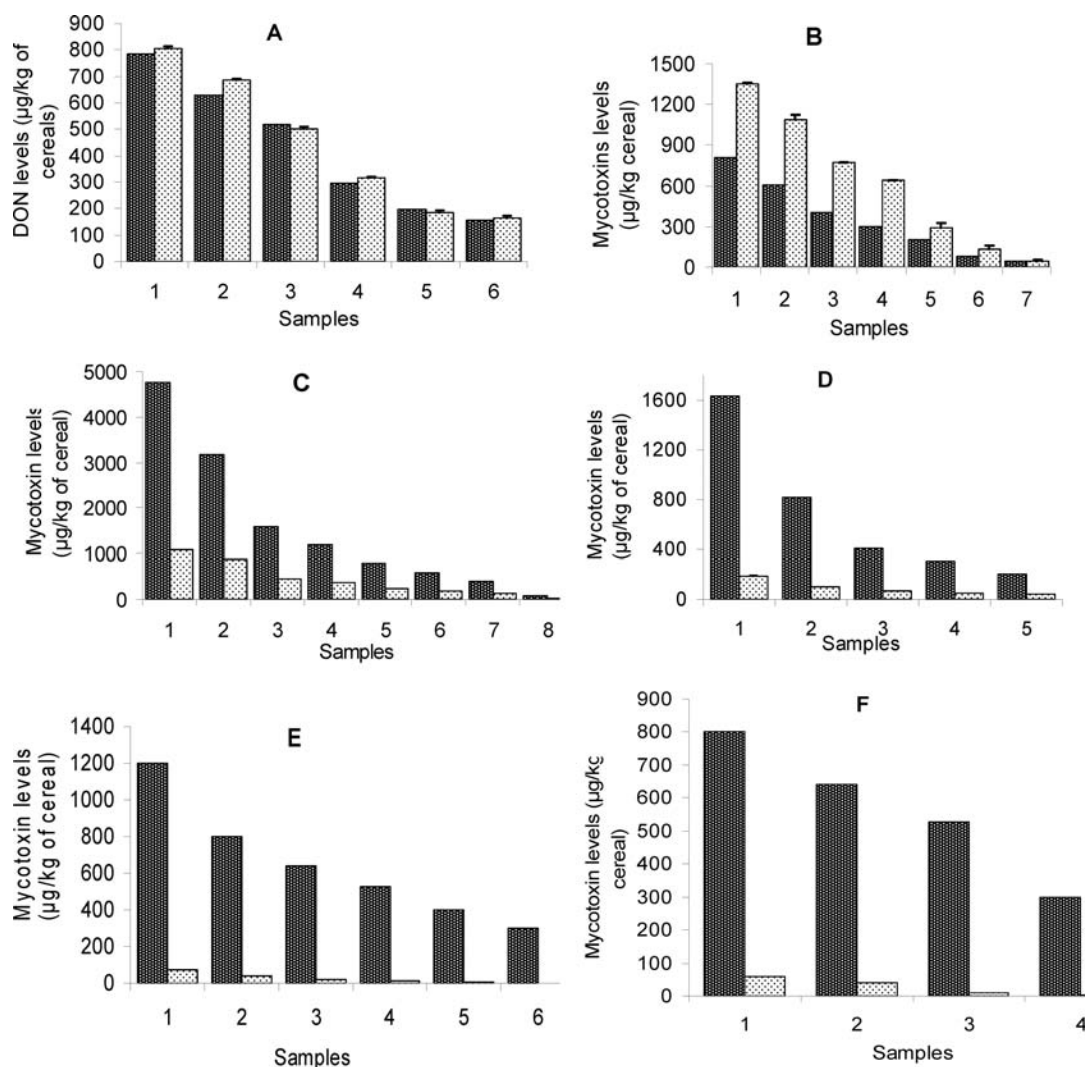 A
DON levels (µg/kg of
cereals)
900
800
700
600
500
400
300
200
100
0
1 2 3 4 5 6
Samples
B
Mycotoxins levels
(µg/kg cereal)
1500
1200
900
600
300
0
1 2 3 4 5 6 7
Samples
C
Mycotoxin levels
(µg/kg of cereal)
5000
4000
3000
2000
1000
0
1 2 3 4 5 6 7 8
Samples
D
Mycotoxin levels
(µg/kg of cereal)
1600
1200
800
400
0
1 2 3 4 5
Samples
E
Mycotoxin levels
(µg/kg of cereal)
1400
1200
1000
800
600
400
200
0
1 2 3 4 5 6
Samples
F
Mycotoxin levels (µg/kg
cereal)
900
800
700
600
500
400
300
200
100
0
1 2 3 4
Samples